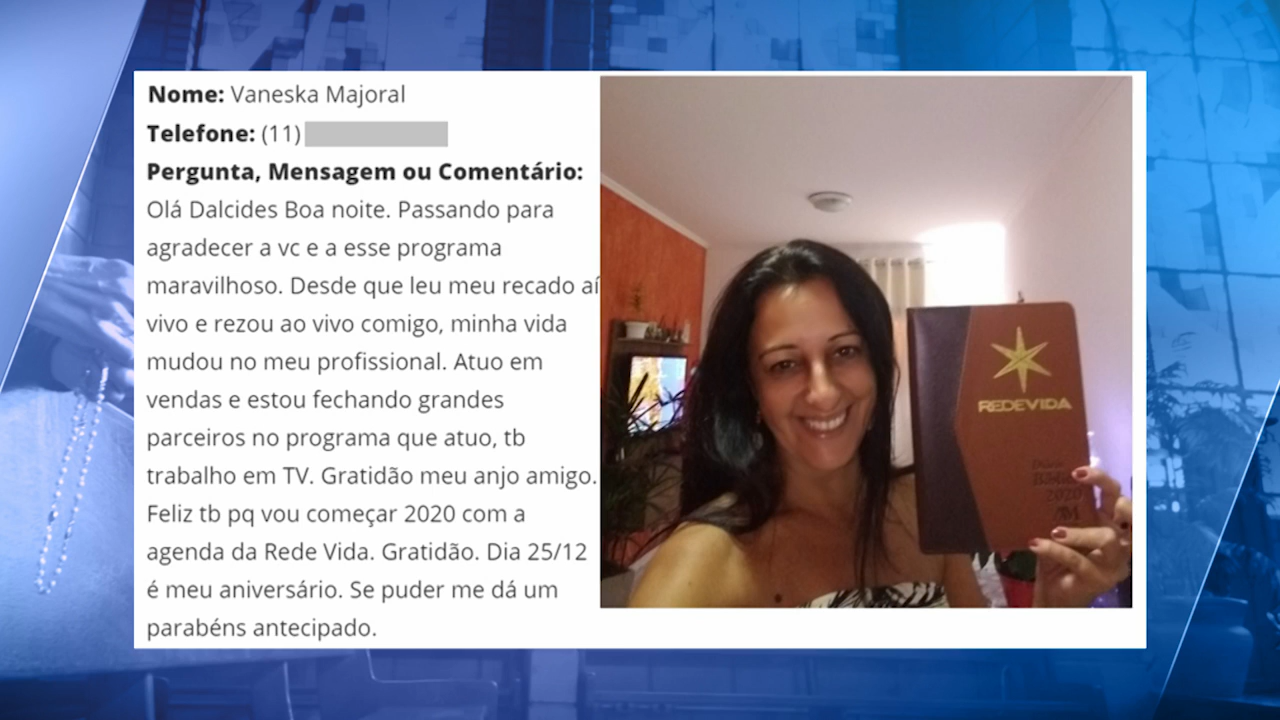 Nome: Vaneska Majoral
Telefone: (11)
Pergunta, Mensagem ou Comentário:
Olá Dalcides Boa noite. Passando para
agradecer a vc e a esse programa
maravilhoso. Desde que leu meu recado aí
vivo e rezou ao vivo comigo, minha vida
mudou no meu profissional. Atuo em
vendas e estou fechando grandes
parceiros no programa que atuo, tb
trabalho em TV. Gratidão meu anjo amigo.
Feliz tb pq vou começar 2020 com a
agenda da Rede Vida. Gratidão. Dia 25/12
é meu aniversário. Se puder me dá um
parabéns antecipado.
REDEVIDA
2020